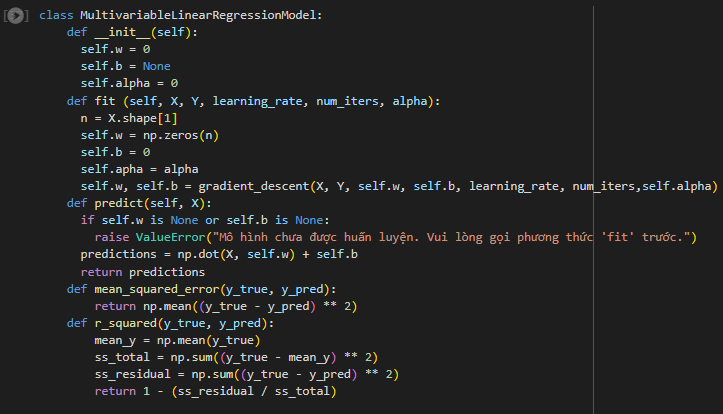 class MultivariableLinearRegressionModel:
    def __init__(self):
      self.w = 0
      self.b = None
      self.alpha = 0
    def fit (self, X, Y, learning_rate, num_iters, alpha):
      n = X.shape[1]
      self.w = np.zeros(n)
      self.b = 0
      self.apha = alpha
      self.w, self.b = gradient_descent(X, Y, self.w, self.b, learning_rate, num_iters,self.alpha)
    def predict(self, X):
      if self.w is None or self.b is None:
        raise ValueError("Mô hình chưa được huấn luyện. Vui lòng gọi phương thức 'fit' trước.")
      predictions = np.dot(X, self.w) + self.b
      return predictions
    def mean_squared_error(y_true, y_pred):
        return np.mean((y_true - y_pred) ** 2)
    def r_squared(y_true, y_pred):
        mean_y = np.mean(y_true)
        ss_total = np.sum((y_true - mean_y) ** 2)
        ss_residual = np.sum((y_true - y_pred) ** 2)
        return 1 - (ss_residual / ss_total)